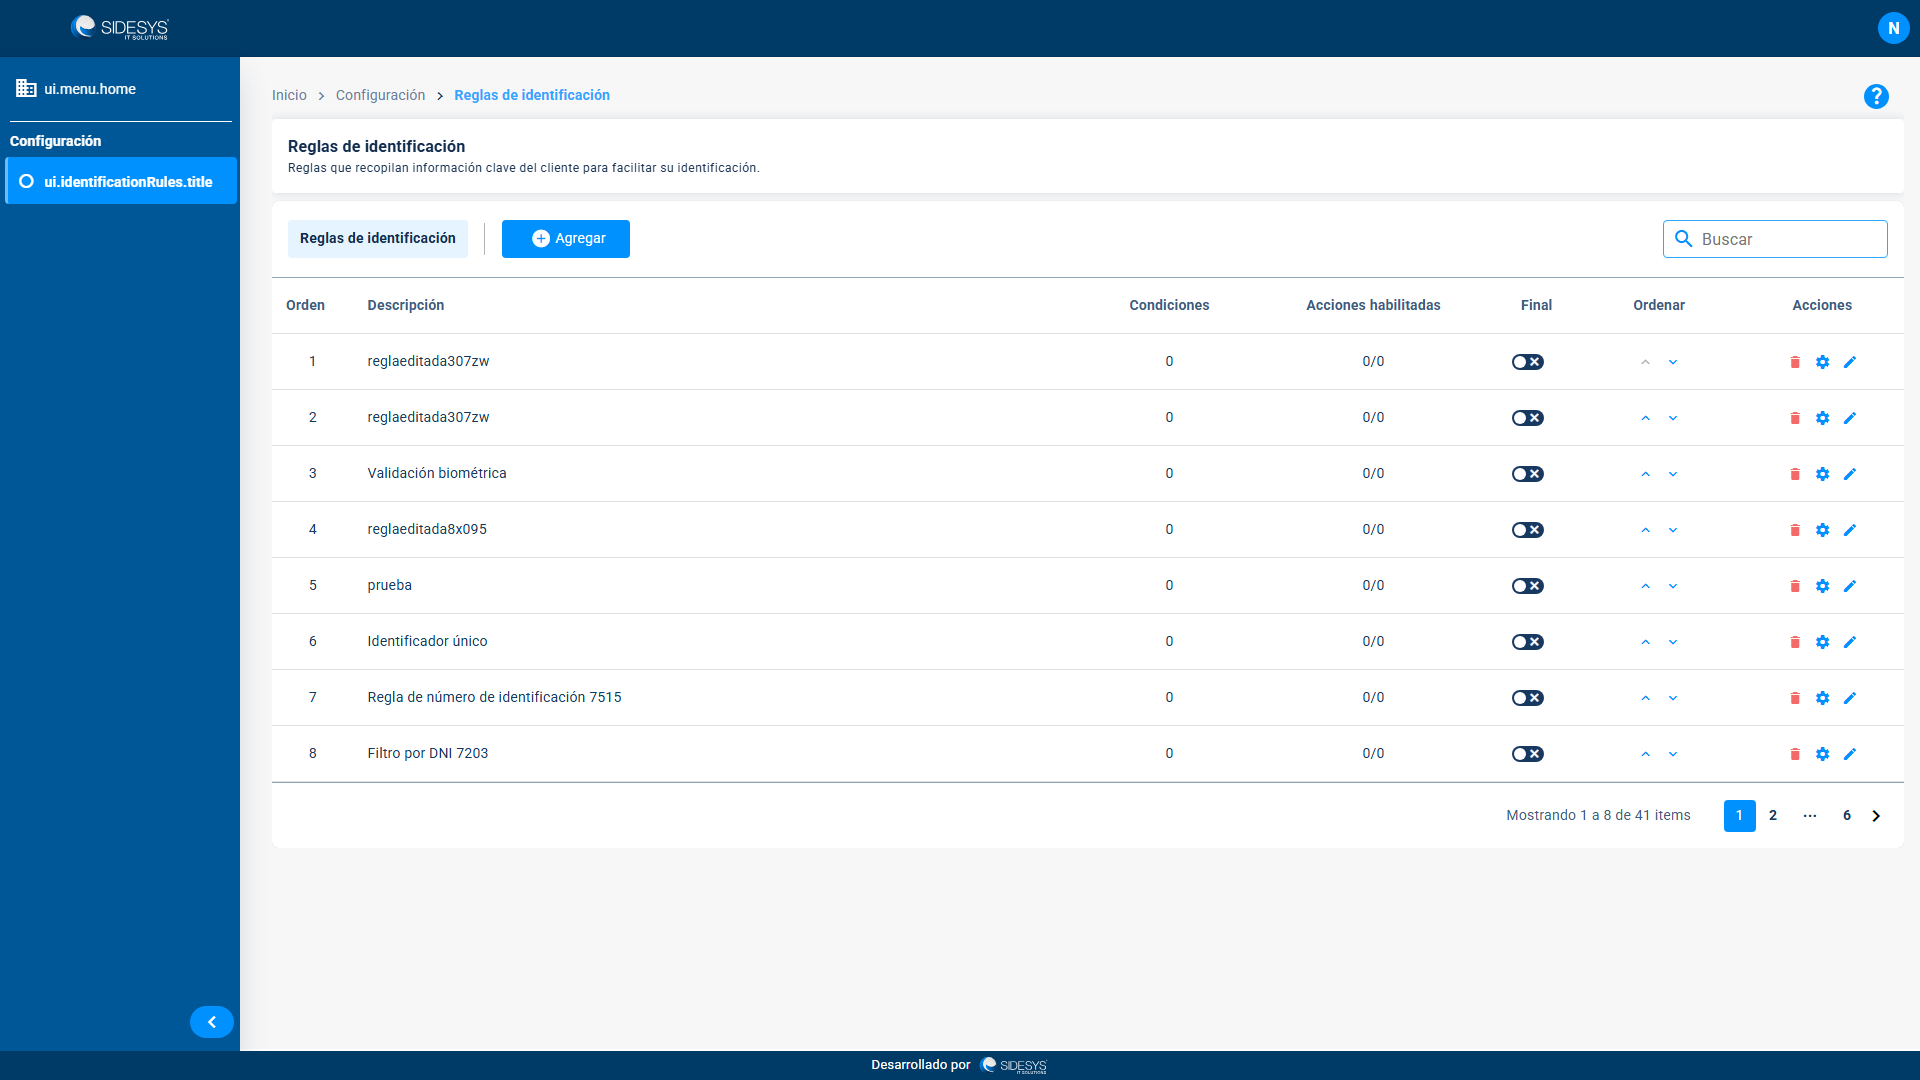 SIDESYS
IT SOLUTIONS
N
ui.menu.home
Configuración
ui.identificationRules.title
Inicio > Configuración > Reglas de identificación
?
Reglas de identificación
Reglas que recopilan información clave del cliente para facilitar su identificación.
Reglas de identificación
Agregar
Buscar
Orden Descripción Condiciones Acciones habilitadas Final Ordenar Acciones
1 reglaeditada307zw 0 0/0
2 reglaeditada307zw 0 0/0
3 Validación biométrica 0 0/0
4 reglaeditada8x095 0 0/0
5 prueba 0 0/0
6 Identificador único 0 0/0
7 Regla de número de identificación 7515 0 0/0
8 Filtro por DNI 7203 0 0/0
Mostrando 1 a 8 de 41 items 1 2 ... 6
Desarrollado por SIDESYS
IT SOLUTIONS